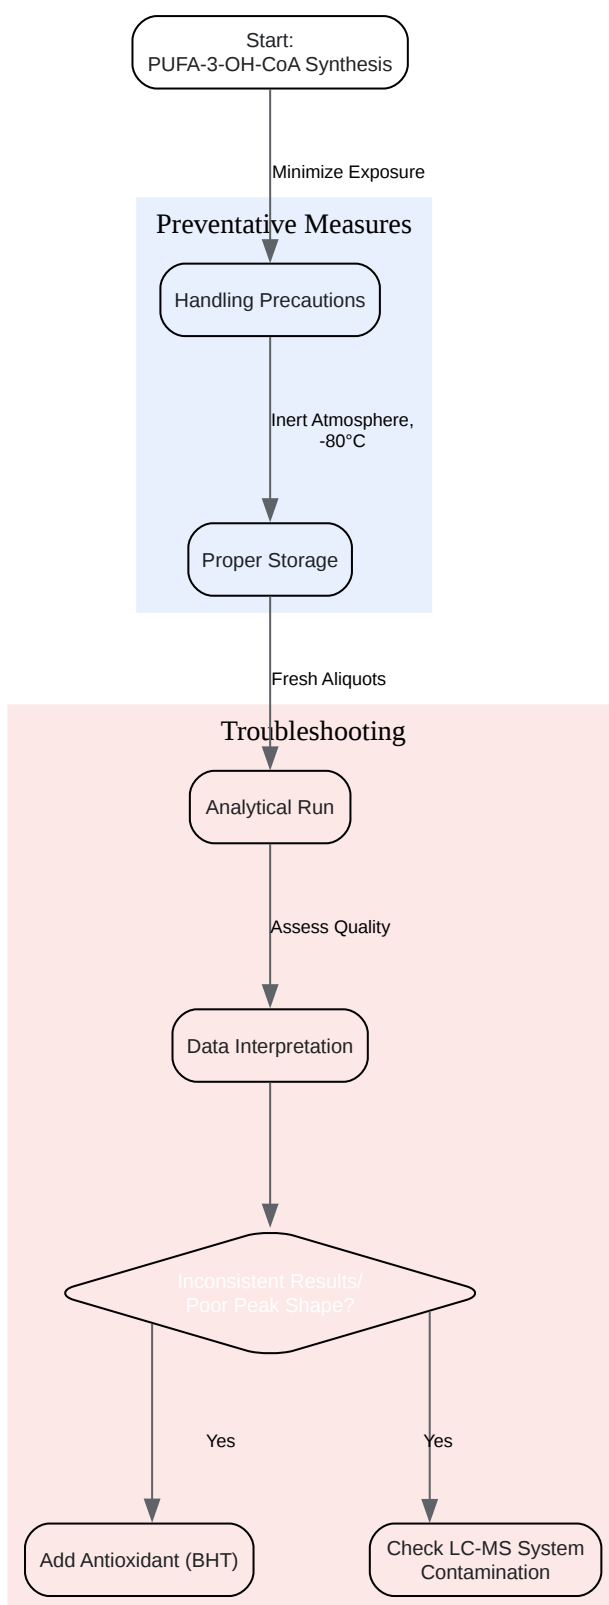 Start:
PUFA-3-OH-CoA Synthesis
Minimize Exposure
Preventative Measures
Handling Precautions
Inert Atmosphere,
-80°C
Proper Storage
Fresh Aliquots
Troubleshooting
Analytical Run
Assess Quality
Data Interpretation
Inconsistent Results/
Poor Peak Shape?
Yes
Yes
Add Antioxidant (BHT)
Check LC-MS System
Contamination